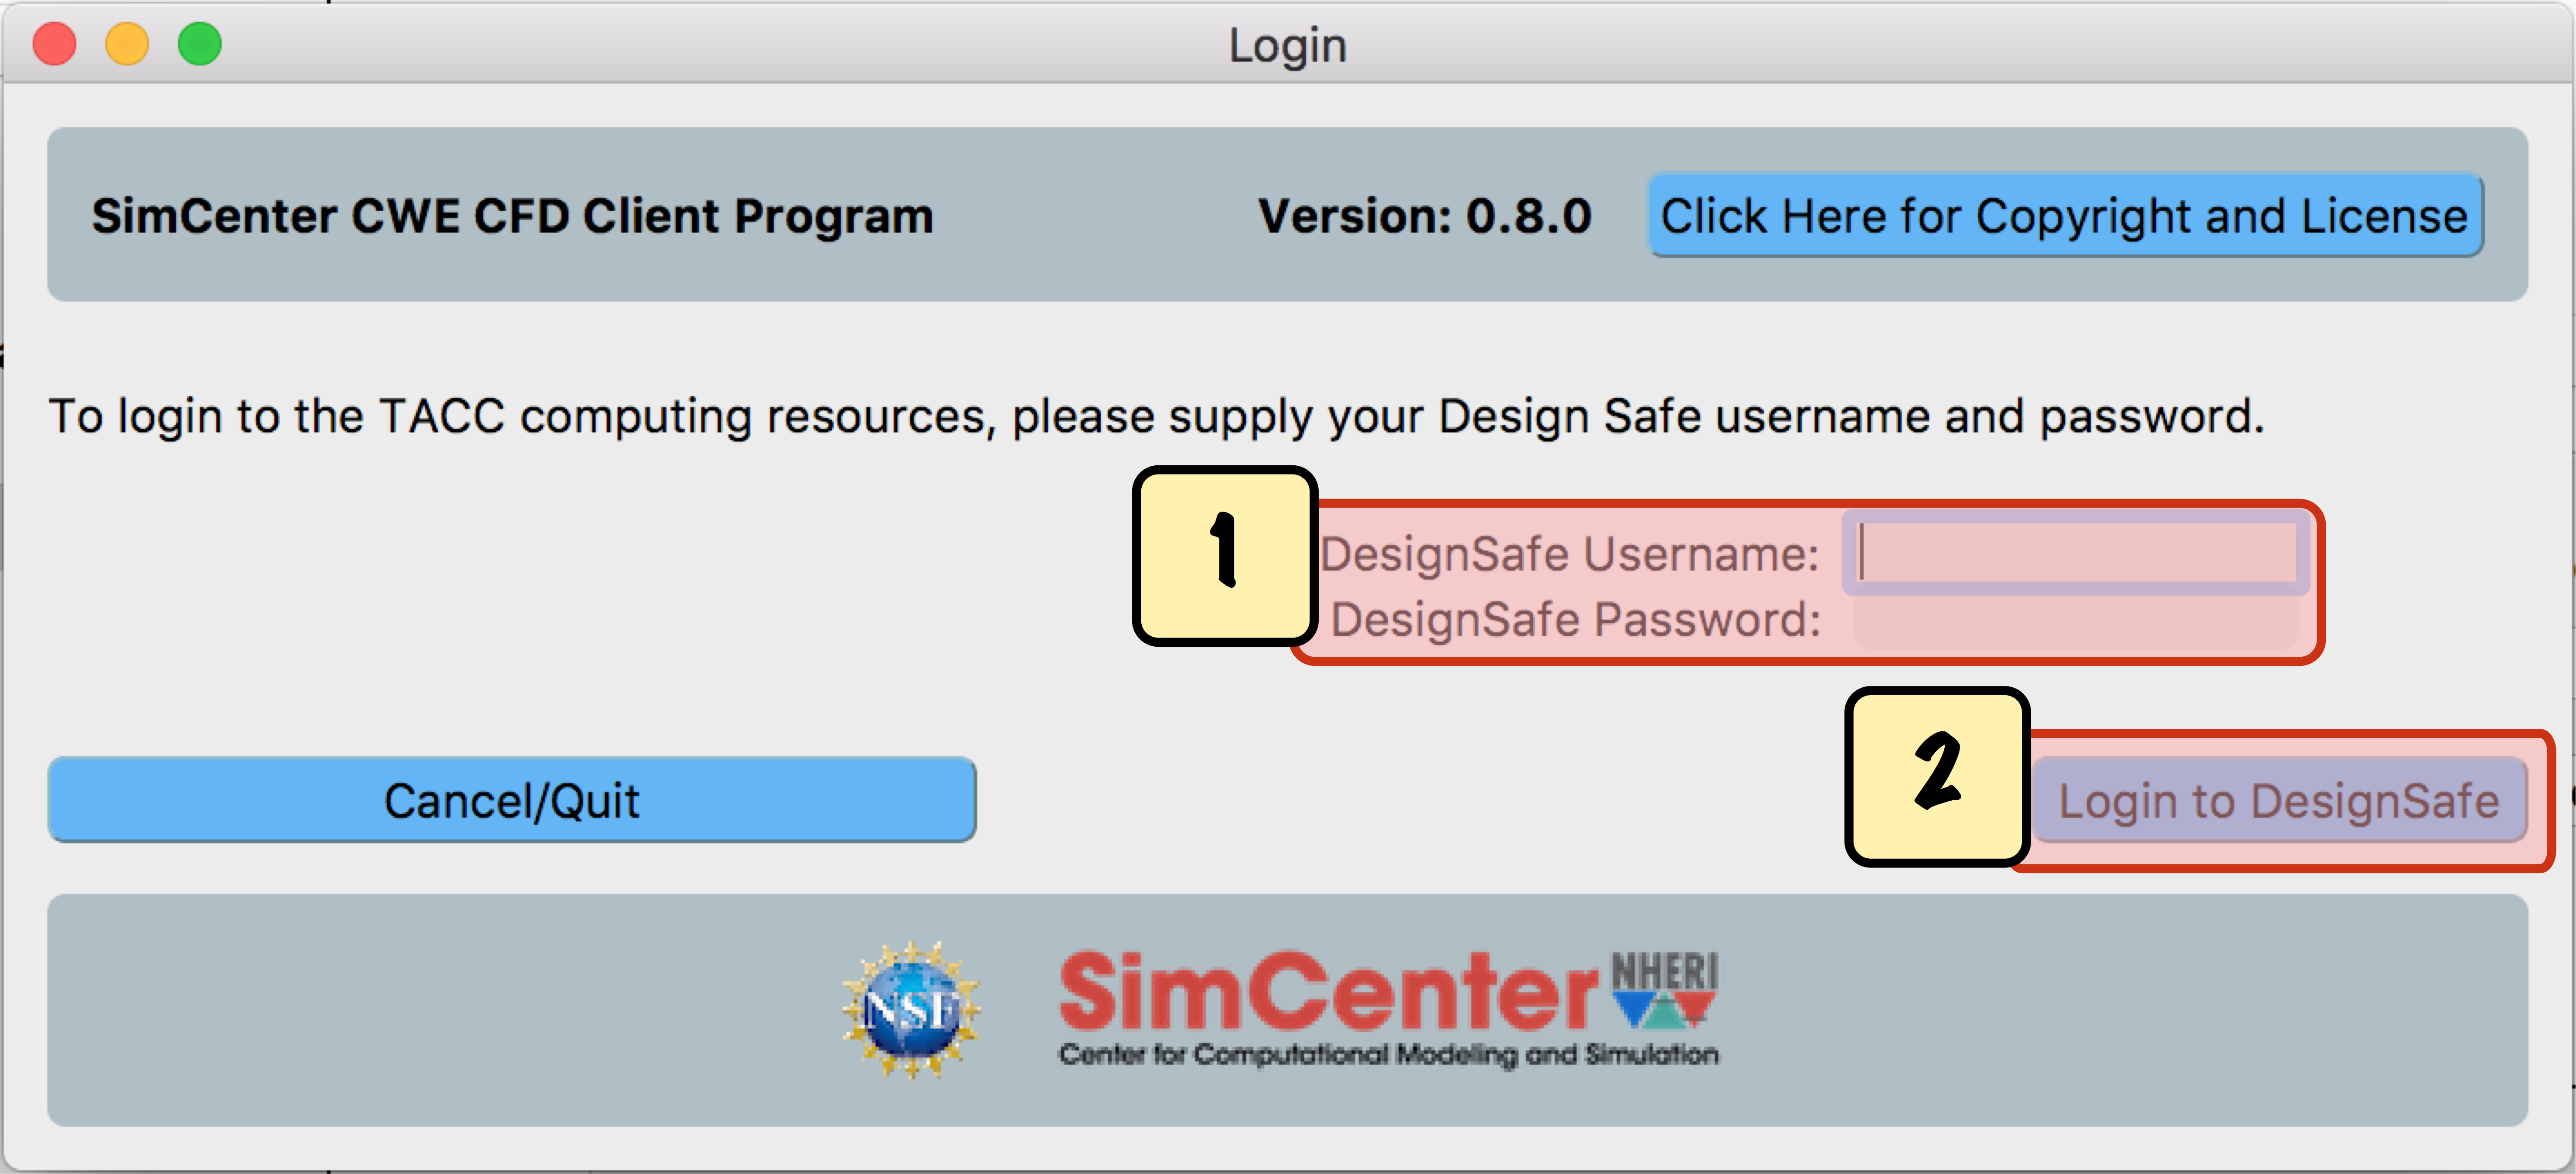 Login
SimCenter CWE CFD Client Program
Version: 0.8.0
Click Here for Copyright and License
To login to the TACC computing resources, please supply your Design Safe username and password.
1
DesignSafe Username:
DesignSafe Password:
2
Cancel/Quit
Login to DesignSafe
NSF
SimCenter
NHERI
Center for Computational Modeling and Simulation